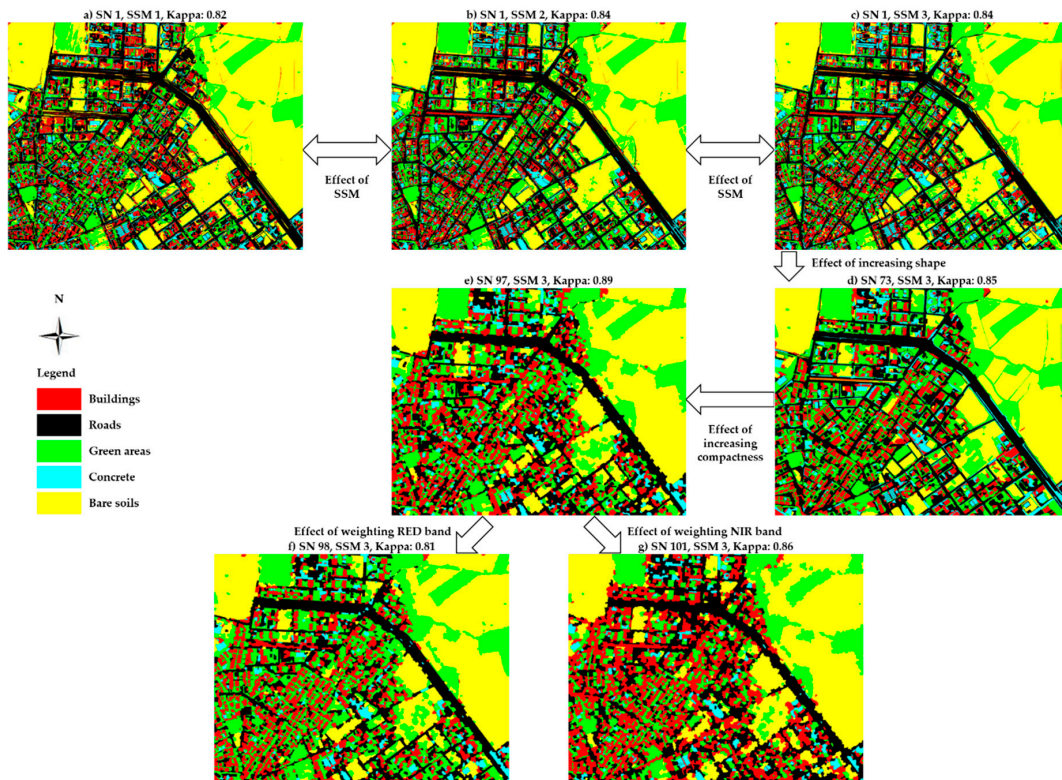 a) SN 1, SSM 1, Kappa: 0.82
b) SN 1, SSM 2, Kappa: 0.84
c) SN 1, SSM 3, Kappa: 0.84
Effect of
SSM
Effect of
SSM
Effect of increasing shape
e) SN 97, SSM 3, Kappa: 0.89
d) SN 73, SSM 3, Kappa: 0.85
N
Legend
Buildings
Roads
Green areas
Concrete
Bare soils
Effect of
increasing
compactness
Effect of weighting RED band
f) SN 98, SSM 3, Kappa: 0.81
Effect of weighting NIR band
g) SN 101, SSM 3, Kappa: 0.86